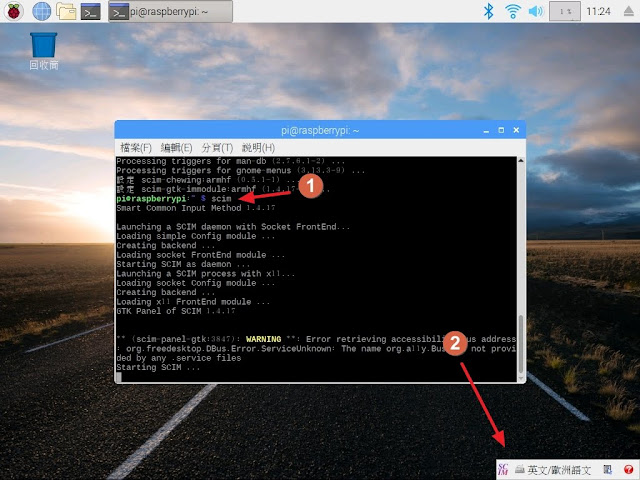 pi@raspberrypi: ~
1 %
11:24
回收筒
pi@raspberrypi: ~
檔案(F) 編輯(E) 分頁(T) 說明(H)
Processing triggers for man-db (2.7.6.1-2) ...
Processing triggers for gnome-menus (3.13.3-9) ...
設定 scim-chewing:armhf (0.5.1-1) ...
設定 scim-gtk-immodule:armhf (1.4.17
pi@raspberrypi:~ $ scim
1
Smart Common Input Method 1.4.17
Launching a SCIM daemon with Socket FrontEnd...
Loading simple Config module ...
Creating backend ...
Loading socket FrontEnd module ...
Starting SCIM as daemon ...
Launching a SCIM process with x11...
Loading socket Config module ...
Creating backend ...
Loading x11 FrontEnd module ...
GTK Panel of SCIM 1.4.17
** (scim-panel-gtk:3847): WARNING **: Error retrieving accessibili us address
: org.freedesktop.DBus.Error.ServiceUnknown: The name org.a11y.Bus not provi
ded by any .service files
Starting SCIM ...
2
SCIM 英文/歐洲語文